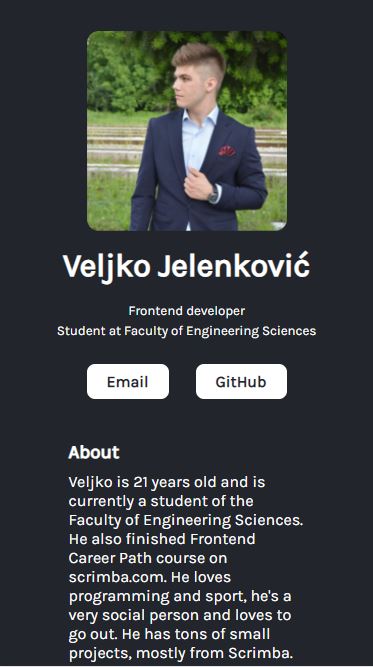 Veljko Jelenković
Frontend developer
Student at Faculty of Engineering Sciences
Email
GitHub
About
Veljko is 21 years old and is
currently a student of the
Faculty of Engineering Sciences.
He also finished Frontend
Career Path course on
scrimba.com. He loves
programming and sport, he's a
very social person and loves to
go out. He has tons of small
projects, mostly from Scrimba.